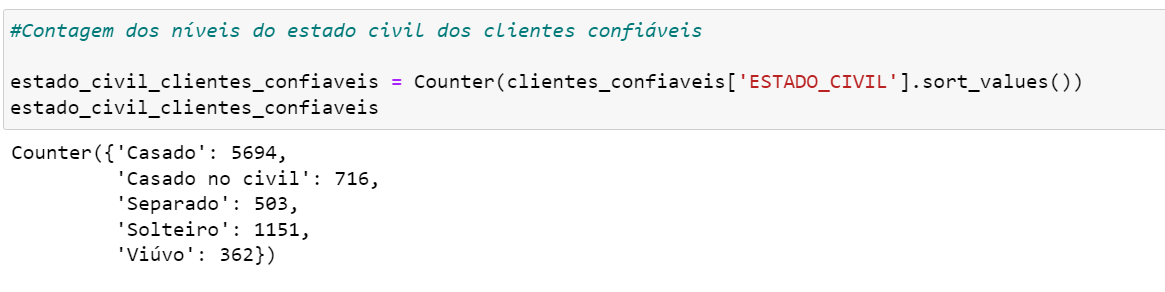 #Contagem dos níveis do estado civil dos clientes confiáveis
estado_civil_clientes_confiaveis = Counter(clientes_confiaveis['ESTADO_CIVIL'].sort_values())
estado_civil_clientes_confiaveis
Counter({'Casado': 5694,
'Casado no civil': 716,
'Separado': 503,
'Solteiro': 1151,
'Viúvo': 362})